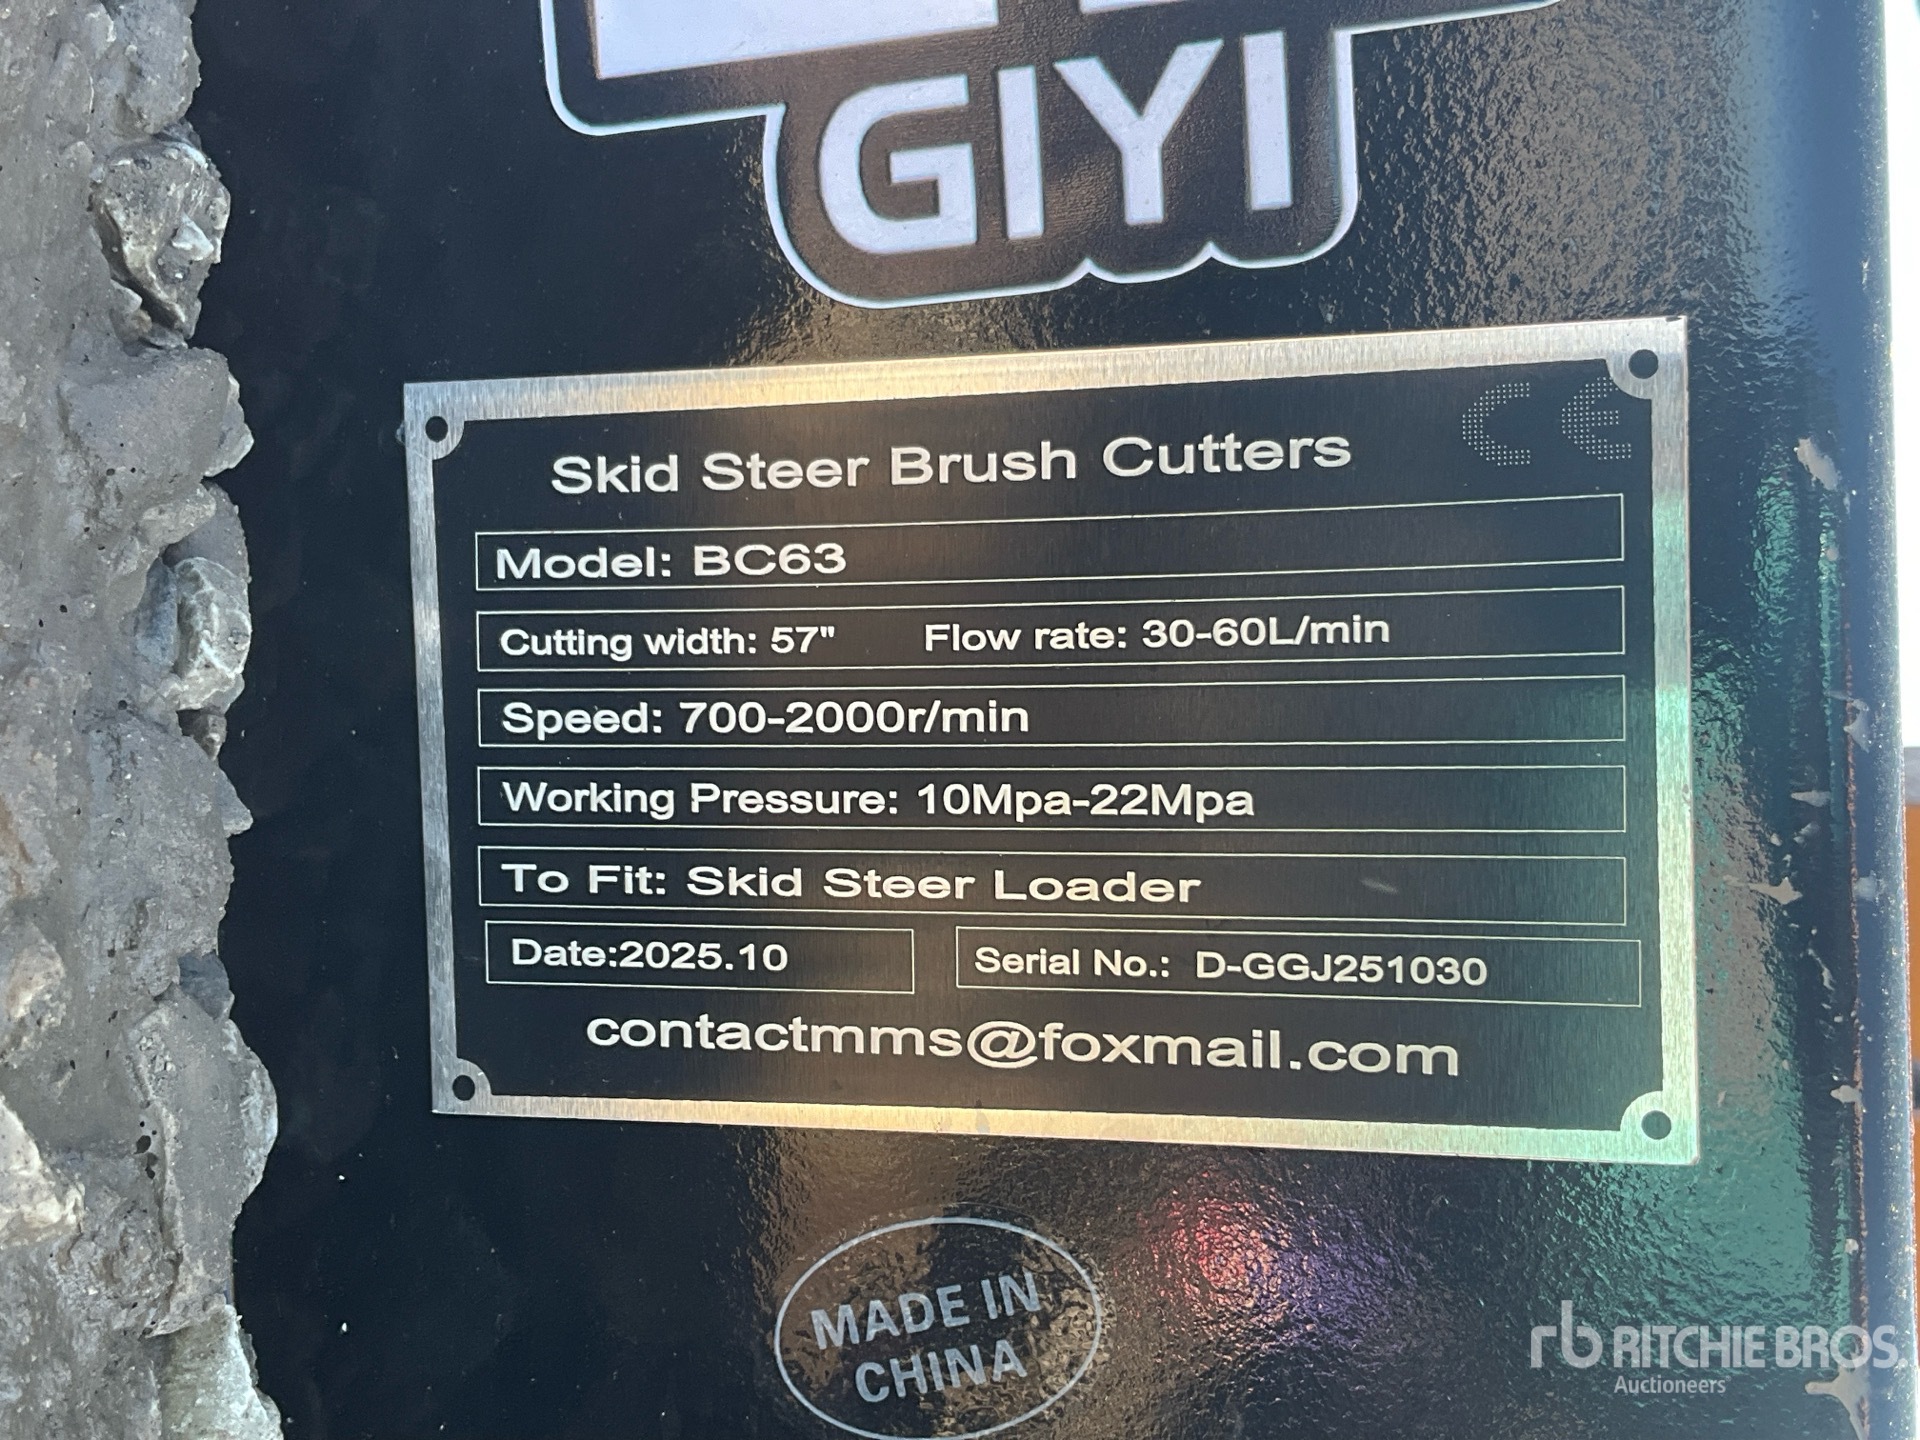 GIYI
CE
Skid Steer Brush Cutters
Model: BC63
Cutting width: 57" Flow rate: 30-60L/min
Speed: 700-2000r/min
Working Pressure: 10Mpa-22Mpa
To Fit: Skid Steer Loader
Date:2025.10 Serial No.: D-GGJ251030
contactmms@foxmail.com
MADE IN
CHINA
rb RITCHIE BROS.
Auctioneers